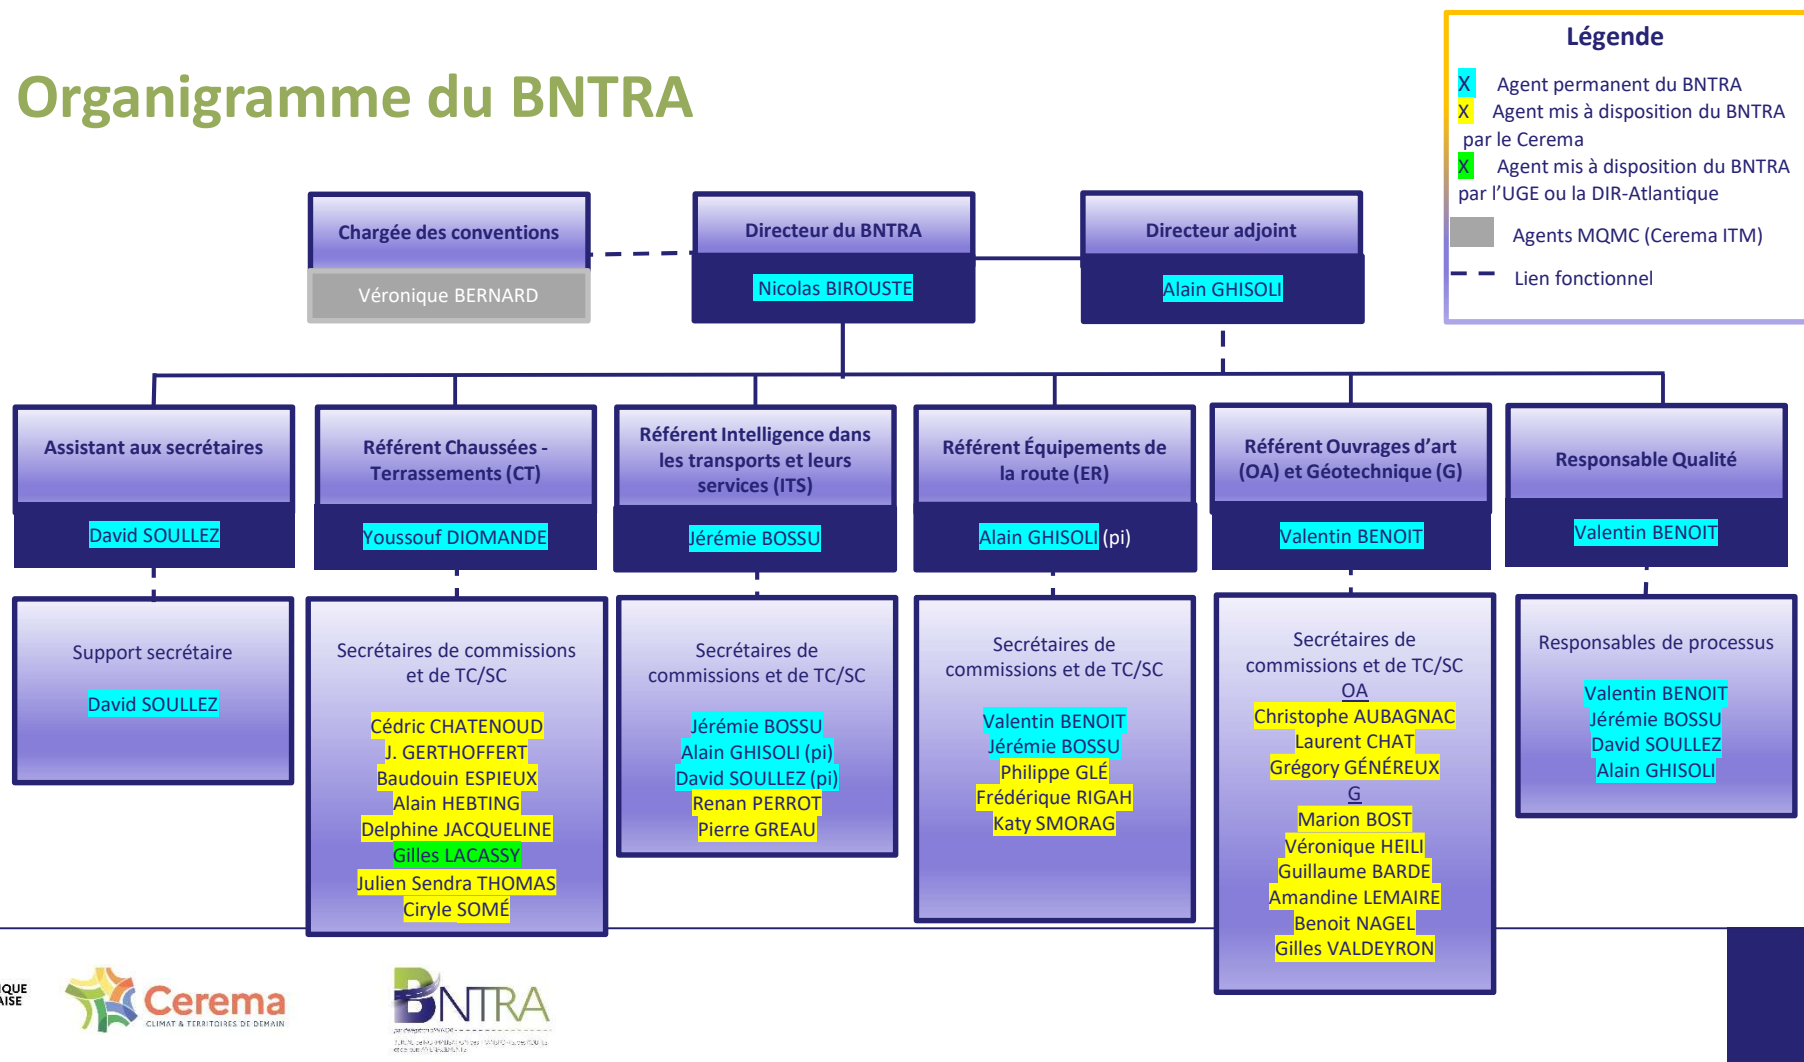 Organigramme du BNTRA
Légende
X Agent permanent du BNTRA
X Agent mis à disposition du BNTRA
par le Cerema
X Agent mis à disposition du BNTRA
par l’UGE ou la DIR-Atlantique
Agents MQMC (Cerema ITM)
Lien fonctionnel
Chargée des conventions
Véronique BERNARD
Directeur du BNTRA
Nicolas BIROUSTE
Directeur adjoint
Alain GHISOLI
Assistant aux secrétaires
David SOULLEZ
Support secrétaire
David SOULLEZ
Référent Chaussées -
Terrassements (CT)
Youssouf DIOMANDE
Secrétaires de commissions
et de TC/SC
Cédric CHATENOUD
J. GERTHOFFERT
Baudouin ESPIEUX
Alain HEBTING
Delphine JACQUELINE
Gilles LACASSY
Julien Sendra THOMAS
Ciryle SOMÉ
Référent Intelligence dans
les transports et leurs
services (ITS)
Jérémie BOSSU
Secrétaires de
commissions et de TC/SC
Jérémie BOSSU
Alain GHISOLI (pi)
David SOULLEZ (pi)
Renan PERROT
Pierre GREAU
Référent Équipements de
la route (ER)
Alain GHISOLI (pi)
Secrétaires de
commissions et de TC/SC
Valentin BENOIT
Jérémie BOSSU
Philippe GLÉ
Frédérique RIGAH
Katy SMORAG
Référent Ouvrages d’art
(OA) et Géotechnique (G)
Valentin BENOIT
Secrétaires de
commissions et de TC/SC
OA
Christophe AUBAGNAC
Laurent CHAT
Grégory GÉNÉREUX
G
Marion BOST
Véronique HEILI
Guillaume BARDE
Amandine LEMAIRE
Benoit NAGEL
Gilles VALDEYRON
Responsable Qualité
Valentin BENOIT
Responsables de processus
Valentin BENOIT
Jérémie BOSSU
David SOULLEZ
Alain GHISOLI
Cerema
CLIMAT & TERRITOIRES DE DEMAIN
BNTRA